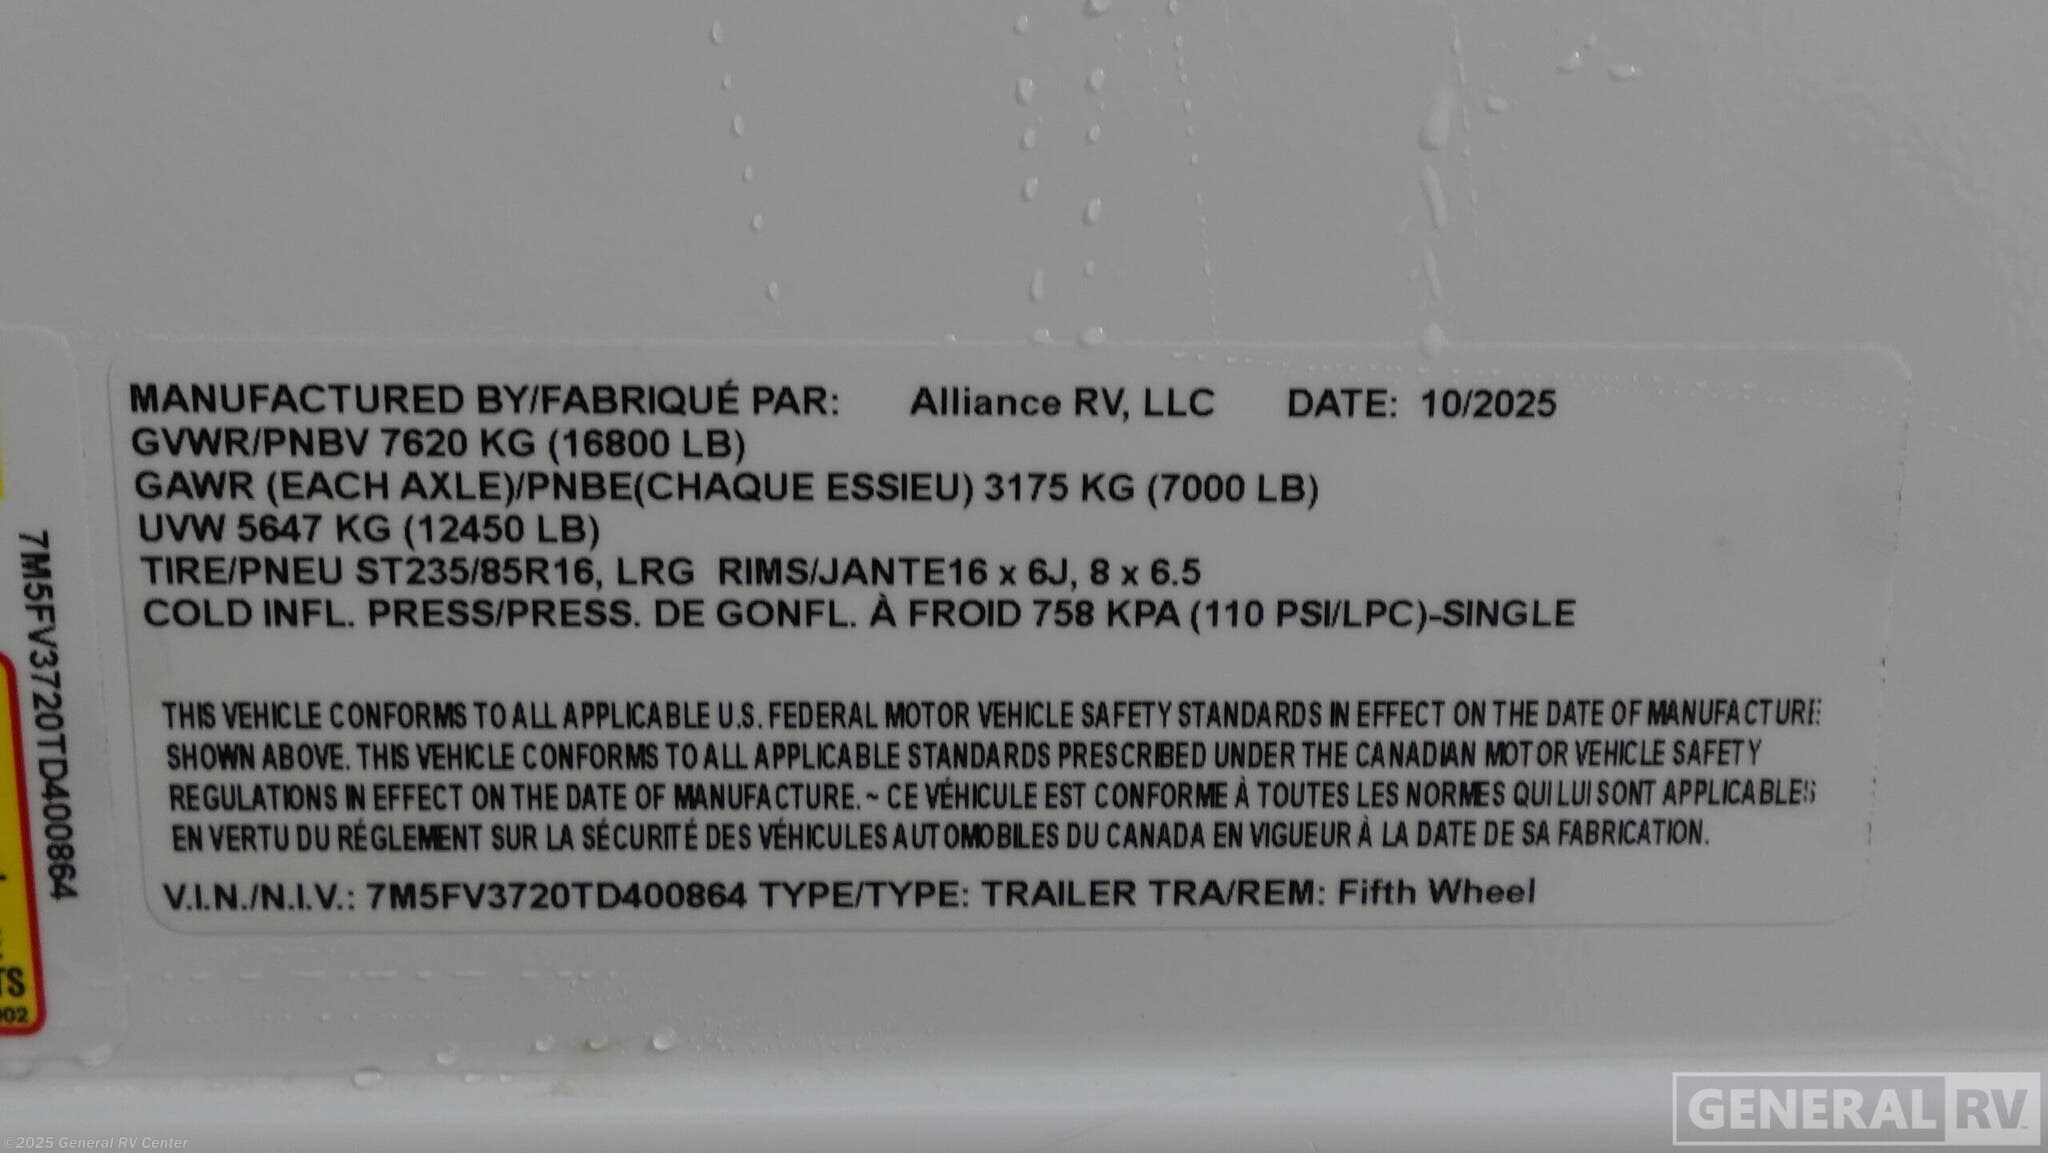 MANUFACTURED BY/FABRIQUÉ PAR: Alliance RV, LLC DATE: 10/2025
GVWR/PNBV 7620 KG (16800 LB)
GAWR (EACH AXLE)/PNBE(CHAQUE ESSIEU) 3175 KG (7000 LB)
UVW 5647 KG (12450 LB)
TIRE/PNEU ST235/85R16, LRG RIMS/JANTE16 x 6J, 8 x 6.5
COLD INFL. PRESS/PRESS. DE GONFL. À FROID 758 KPA (110 PSI/LPC)-SINGLE
THIS VEHICLE CONFORMS TO ALL APPLICABLE U.S. FEDERAL MOTOR VEHICLE SAFETY STANDARDS IN EFFECT ON THE DATE OF MANUFACTURE
SHOWN ABOVE. THIS VEHICLE CONFORMS TO ALL APPLICABLE STANDARDS PRESCRIBED UNDER THE CANADIAN MOTOR VEHICLE SAFETY
REGULATIONS IN EFFECT ON THE DATE OF MANUFACTURE. ~ CE VÉHICULE EST CONFORME À TOUTES LES NORMES QUI LUI SONT APPLICABLES
EN VERTU DU RÉGLEMENT SUR LA SÉCURITÉ DES VÉHICULES AUTOMOBILES DU CANADA EN VIGUEUR À LA DATE DE SA FABRICATION.
V.I.N./N.I.V.: 7M5FV3720TD400864 TYPE/TYPE: TRAILER TRA/REM: Fifth Wheel
7M5FV3720TD400864
TS
002
GENERAL RV
©2025 General RV Center